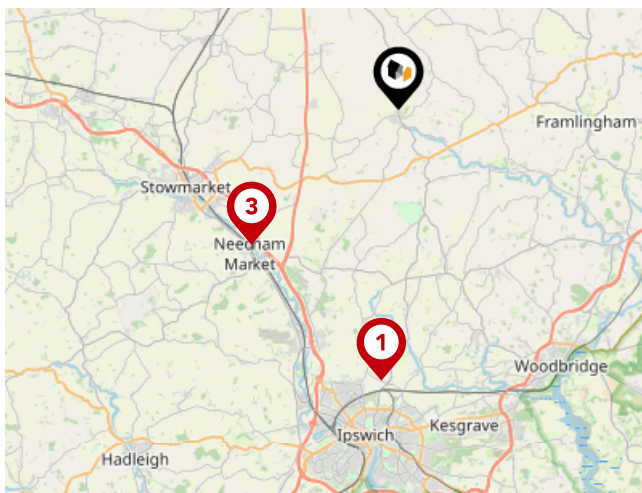 Framlingham
Stowmarket
3
Needham
Market
1
Woodbridge
Kesgrave
Ipswich
Hadleigh